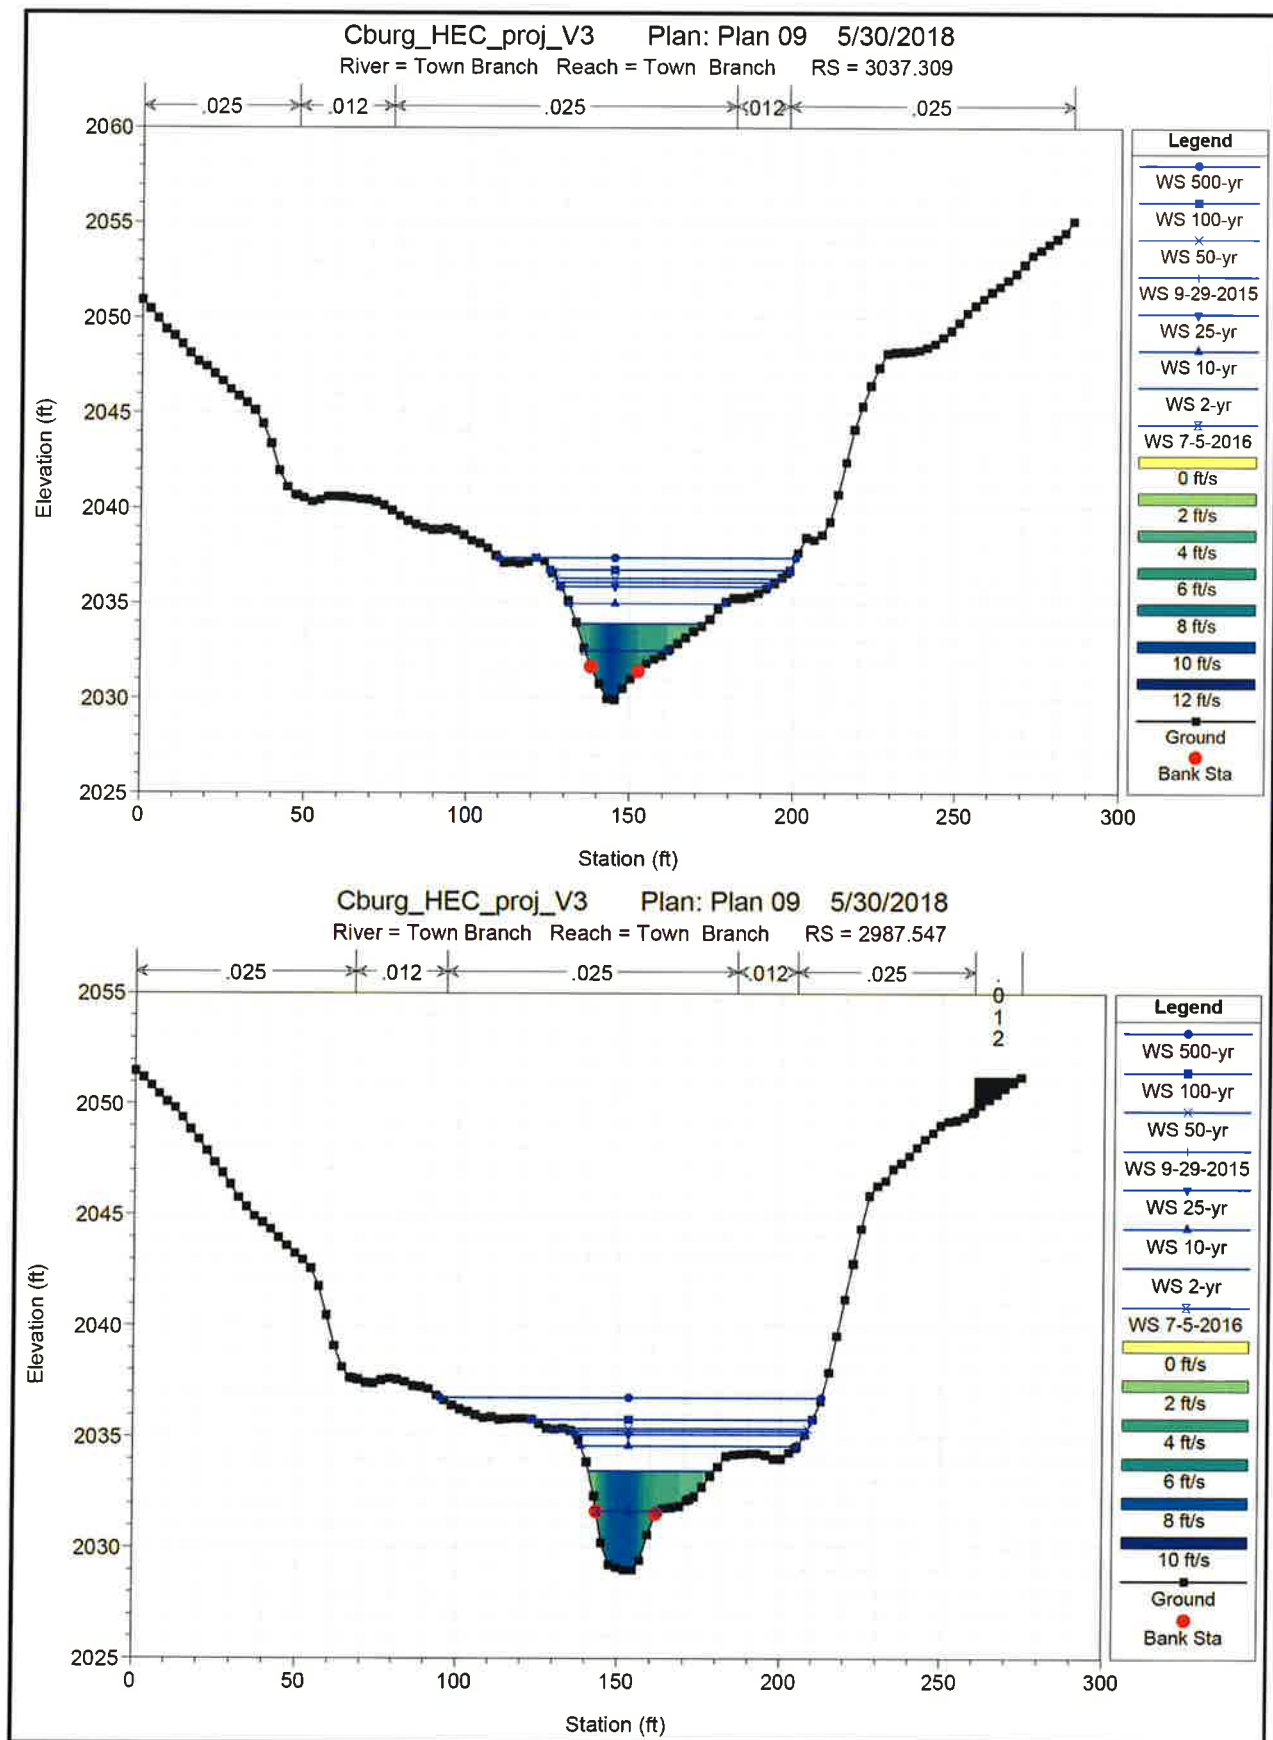 Cburg_HEC_proj_V3 Plan: Plan 09 5/30/2018
River = Town Branch Reach = Town Branch RS = 3037.309
.025 .012 .025 .012 .025
2060
2055
2050
2045
2040
2035
2030
2025
Elevation (ft)
0 50 100 150 200 250 300
Station (ft)
Legend
WS 500-yr
WS 100-yr
WS 50-yr
WS 9-29-2015
WS 25-yr
WS 10-yr
WS 2-yr
WS 7-5-2016
0 ft/s
2 ft/s
4 ft/s
6 ft/s
8 ft/s
10 ft/s
12 ft/s
Ground
Bank Sta
Cburg_HEC_proj_V3 Plan: Plan 09 5/30/2018
River = Town Branch Reach = Town Branch RS = 2987.547
.025 .012 .025 .012 .025 .012
2055
2050
2045
2040
2035
2030
2025
Elevation (ft)
0 50 100 150 200 250 300
Station (ft)
Legend
WS 500-yr
WS 100-yr
WS 50-yr
WS 9-29-2015
WS 25-yr
WS 10-yr
WS 2-yr
WS 7-5-2016
0 ft/s
2 ft/s
4 ft/s
6 ft/s
8 ft/s
10 ft/s
Ground
Bank Sta